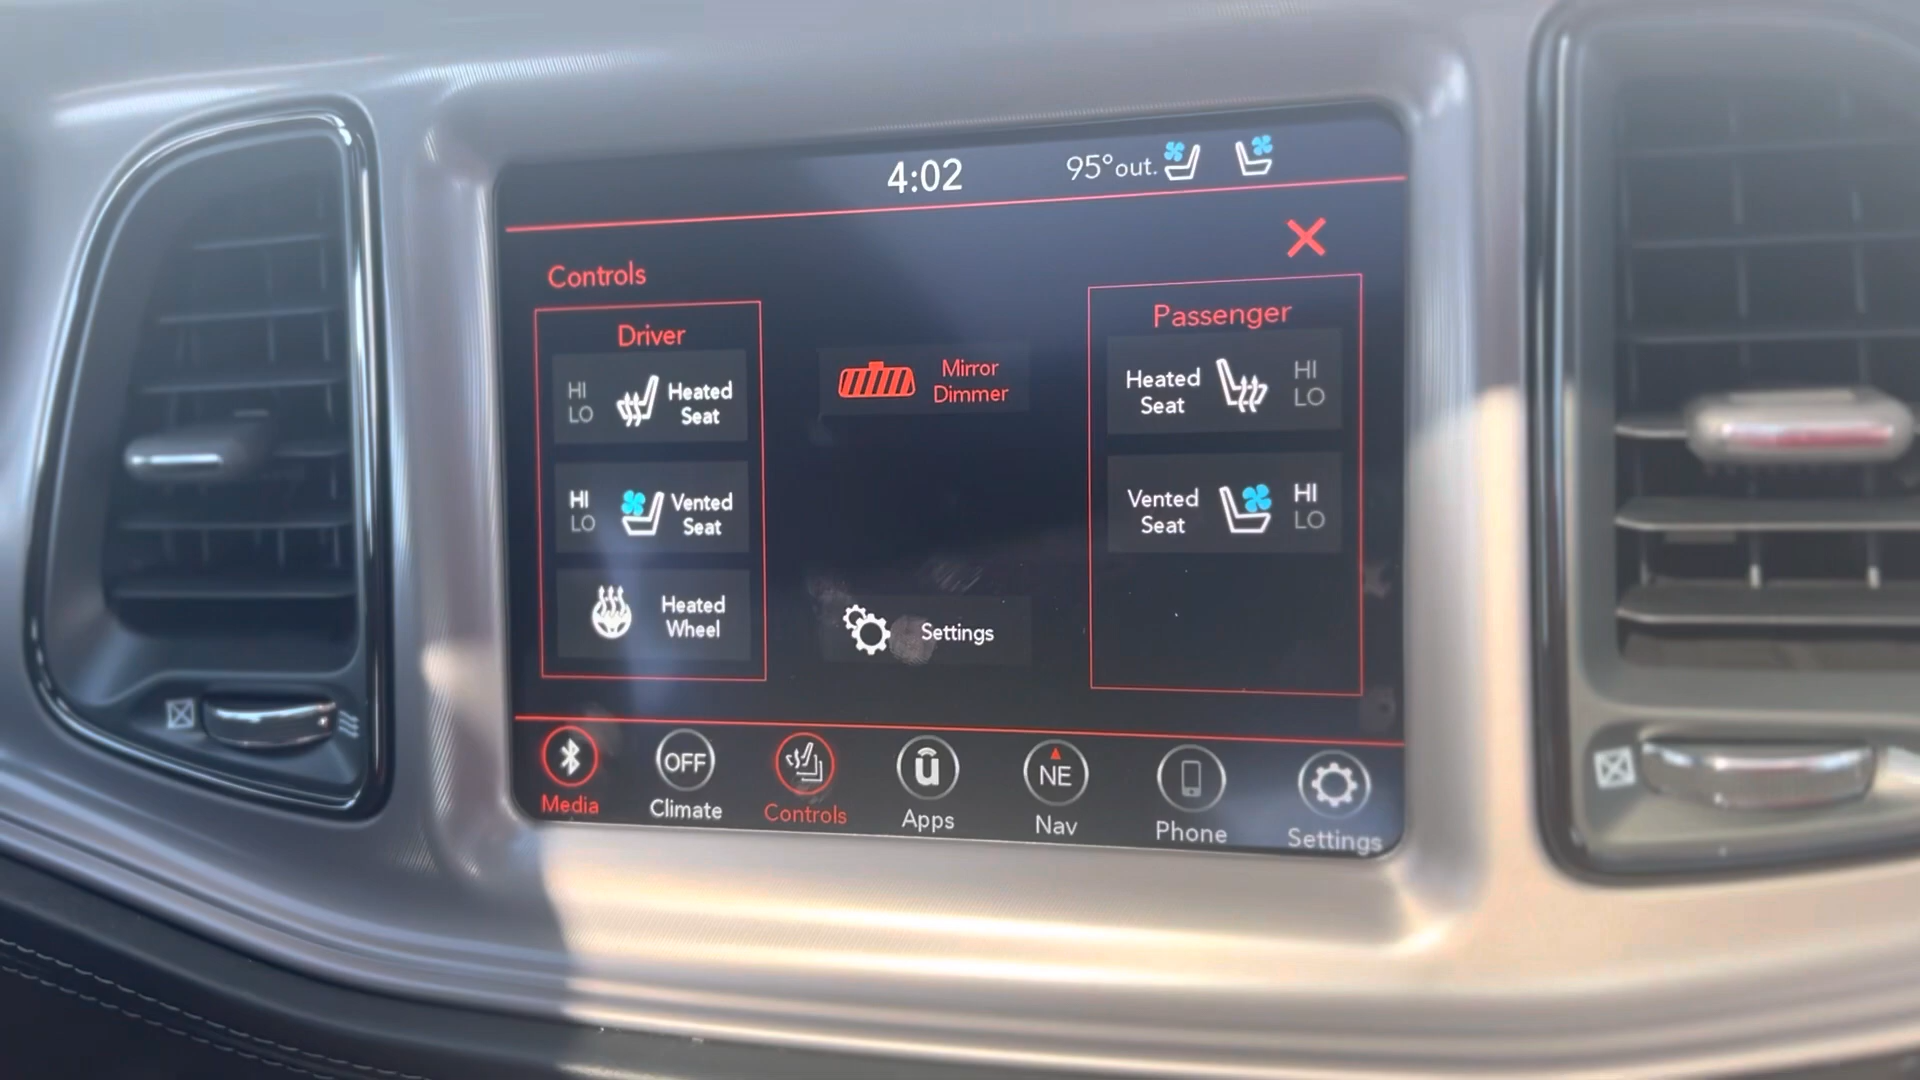 4:02
95°out.
Controls
Driver
HI
LO
Heated
Seat
HI
LO
Vented
Seat
Heated
Wheel
Mirror
Dimmer
Settings
Passenger
Heated
Seat
HI
LO
Vented
Seat
HI
LO
Media
OFF
Climate
Controls
ū
Apps
NE
Nav
Phone
Settings